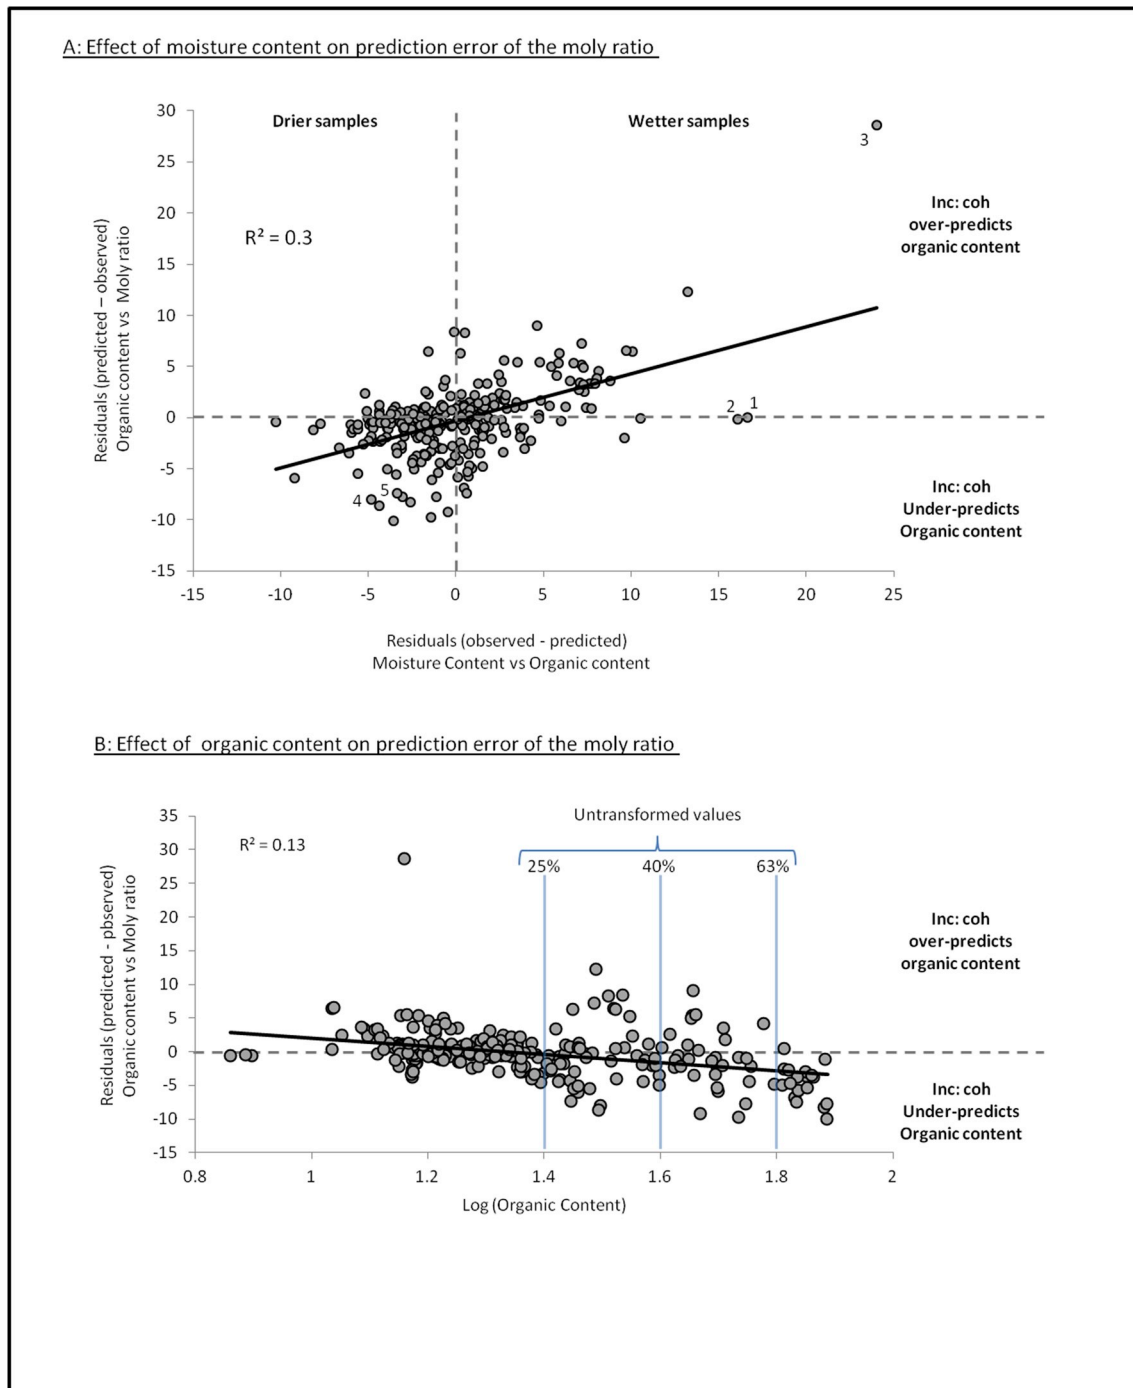 A: Effect of moisture content on prediction error of the moly ratio
30
25
20
15
10
5
0
-5
-10
-15
Residuals (predicted – observed)
Organic content vs Moly ratio
Drier samples
Wetter samples
R² = 0.3
3
2
1
5
4
Inc: coh
over-predicts
organic content
Inc: coh
Under-predicts
Organic content
-15 -10 -5 0 5 10 15 20 25
Residuals (observed - predicted)
Moisture Content vs Organic content
B: Effect of organic content on prediction error of the moly ratio
35
30
25
20
15
10
5
0
-5
-10
-15
Residuals (predicted - pbserved)
Organic content vs Moly ratio
R² = 0.13
Untransformed values
25% 40% 63%
Inc: coh
over-predicts
organic content
Inc: coh
Under-predicts
Organic content
0.8 1 1.2 1.4 1.6 1.8 2
Log (Organic Content)